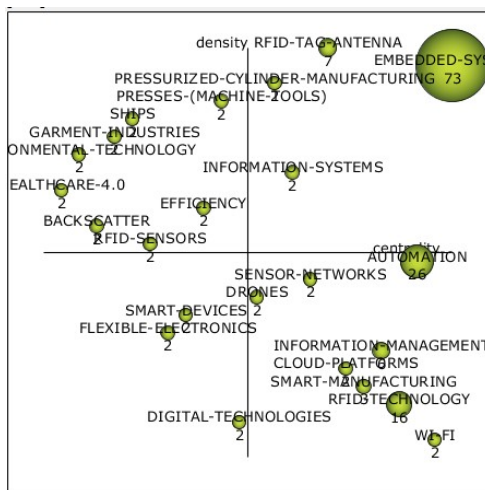 density RFID-TAG-ANTENNA
7
EMBEDDED-SYS
73
PRESSURIZED-CYLINDER-MANUFACTURING
2
PRESSES-(MACHINE-TOOLS)
2
SHIPS
2
GARMENT-INDUSTRIES
2
ONMENTAL-TECHNOLOGY
2
INFORMATION-SYSTEMS
2
EALTHCARE-4.0
2
EFFICIENCY
2
BACKSCATTER
2
RFID-SENSORS
2
centrality
AUTOMATION
26
SENSOR-NETWORKS
2
DRONES
2
SMART-DEVICES
2
FLEXIBLE-ELECTRONICS
2
INFORMATION-MANAGEMENT
CLOUD-PLATFORMS
SMART-MANUFACTURING
RFID-TECHNOLOGY
16
DIGITAL-TECHNOLOGIES
2
WI-FI
2